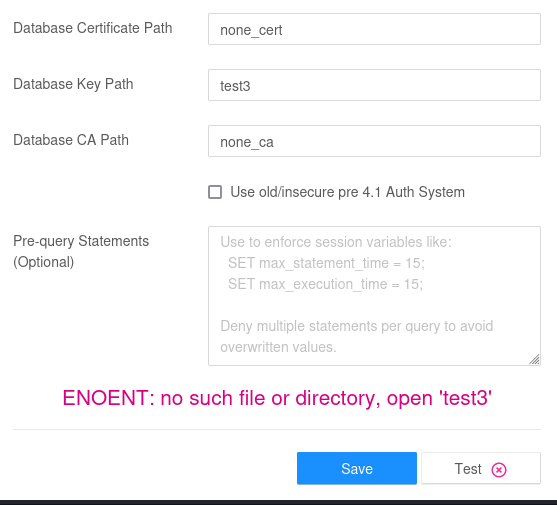 Database Certificate Path
none_cert
Database Key Path
test3
Database CA Path
none_ca
Use old/insecure pre 4.1 Auth System
Pre-query Statements
(Optional)
Use to enforce session variables like:
SET max_statement_time = 15;
SET max_execution_time = 15;
Deny multiple statements per query to avoid
overwritten values.
ENOENT: no such file or directory, open 'test3'
Save
Test